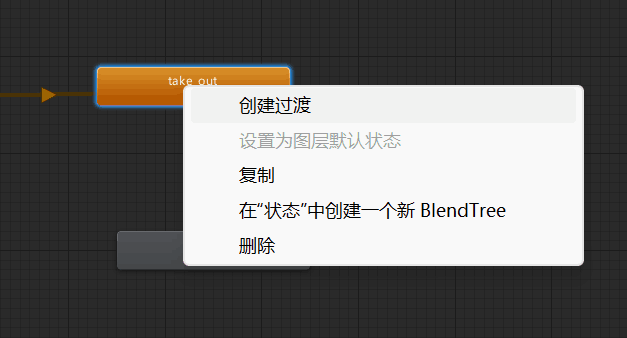 take_out
创建过渡
设置为图层默认状态
复制
在“状态”中创建一个新 BlendTree
删除